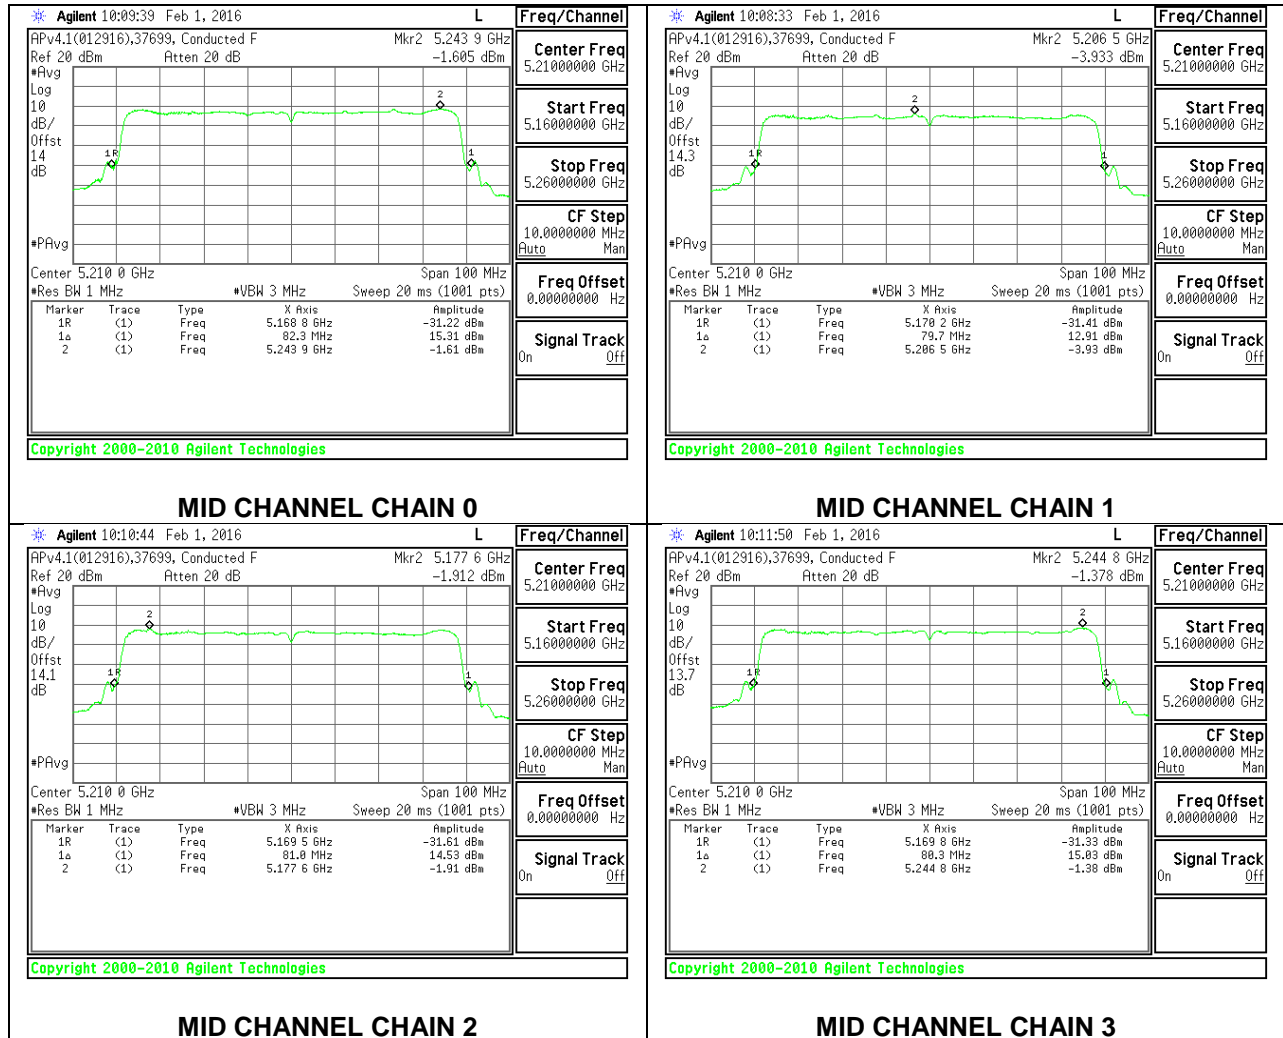 Agilent 10:09:39 Feb 1, 2016 L Freq/Channel
APv4.1(012916),37699, Conducted F Mkr2 5.243 9 GHz
Ref 20 dBm Atten 20 dB -1.605 dBm
#Avg
Log
10
dB/
Offst
14
dB
#PAvg
1R
2
1
Center 5.210 0 GHz Span 100 MHz
#Res BW 1 MHz #VBW 3 MHz Sweep 20 ms (1001 pts)
Marker Trace Type X Axis Amplitude
1R (1) Freq 5.168 8 GHz -31.22 dBm
1Δ (1) Freq 82.3 MHz 15.31 dBm
2 (1) Freq 5.243 9 GHz -1.61 dBm
Center Freq
5.21000000 GHz
Start Freq
5.16000000 GHz
Stop Freq
5.26000000 GHz
CF Step
10.0000000 MHz
Auto Man
Freq Offset
0.00000000 Hz
Signal Track
On Off
Copyright 2000-2010 Agilent Technologies
MID CHANNEL CHAIN 0
Agilent 10:08:33 Feb 1, 2016 L Freq/Channel
APv4.1(012916),37699, Conducted F Mkr2 5.206 5 GHz
Ref 20 dBm Atten 20 dB -3.933 dBm
#Avg
Log
10
dB/
Offst
14.3
dB
#PAvg
1R
2
1
Center 5.210 0 GHz Span 100 MHz
#Res BW 1 MHz #VBW 3 MHz Sweep 20 ms (1001 pts)
Marker Trace Type X Axis Amplitude
1R (1) Freq 5.170 2 GHz -31.41 dBm
1Δ (1) Freq 79.7 MHz 12.91 dBm
2 (1) Freq 5.206 5 GHz -3.93 dBm
Center Freq
5.21000000 GHz
Start Freq
5.16000000 GHz
Stop Freq
5.26000000 GHz
CF Step
10.0000000 MHz
Auto Man
Freq Offset
0.00000000 Hz
Signal Track
On Off
Copyright 2000-2010 Agilent Technologies
MID CHANNEL CHAIN 1
Agilent 10:10:44 Feb 1, 2016 L Freq/Channel
APv4.1(012916),37699, Conducted F Mkr2 5.177 6 GHz
Ref 20 dBm Atten 20 dB -1.912 dBm
#Avg
Log
10
dB/
Offst
14.1
dB
#PAvg
1R
2
1
Center 5.210 0 GHz Span 100 MHz
#Res BW 1 MHz #VBW 3 MHz Sweep 20 ms (1001 pts)
Marker Trace Type X Axis Amplitude
1R (1) Freq 5.169 5 GHz -31.61 dBm
1Δ (1) Freq 81.0 MHz 14.53 dBm
2 (1) Freq 5.177 6 GHz -1.91 dBm
Center Freq
5.21000000 GHz
Start Freq
5.16000000 GHz
Stop Freq
5.26000000 GHz
CF Step
10.0000000 MHz
Auto Man
Freq Offset
0.00000000 Hz
Signal Track
On Off
Copyright 2000-2010 Agilent Technologies
MID CHANNEL CHAIN 2
Agilent 10:11:50 Feb 1, 2016 L Freq/Channel
APv4.1(012916),37699, Conducted F Mkr2 5.244 8 GHz
Ref 20 dBm Atten 20 dB -1.378 dBm
#Avg
Log
10
dB/
Offst
13.7
dB
#PAvg
1R
2
1
Center 5.210 0 GHz Span 100 MHz
#Res BW 1 MHz #VBW 3 MHz Sweep 20 ms (1001 pts)
Marker Trace Type X Axis Amplitude
1R (1) Freq 5.169 8 GHz -31.33 dBm
1Δ (1) Freq 80.3 MHz 15.03 dBm
2 (1) Freq 5.244 8 GHz -1.38 dBm
Center Freq
5.21000000 GHz
Start Freq
5.16000000 GHz
Stop Freq
5.26000000 GHz
CF Step
10.0000000 MHz
Auto Man
Freq Offset
0.00000000 Hz
Signal Track
On Off
Copyright 2000-2010 Agilent Technologies
MID CHANNEL CHAIN 3